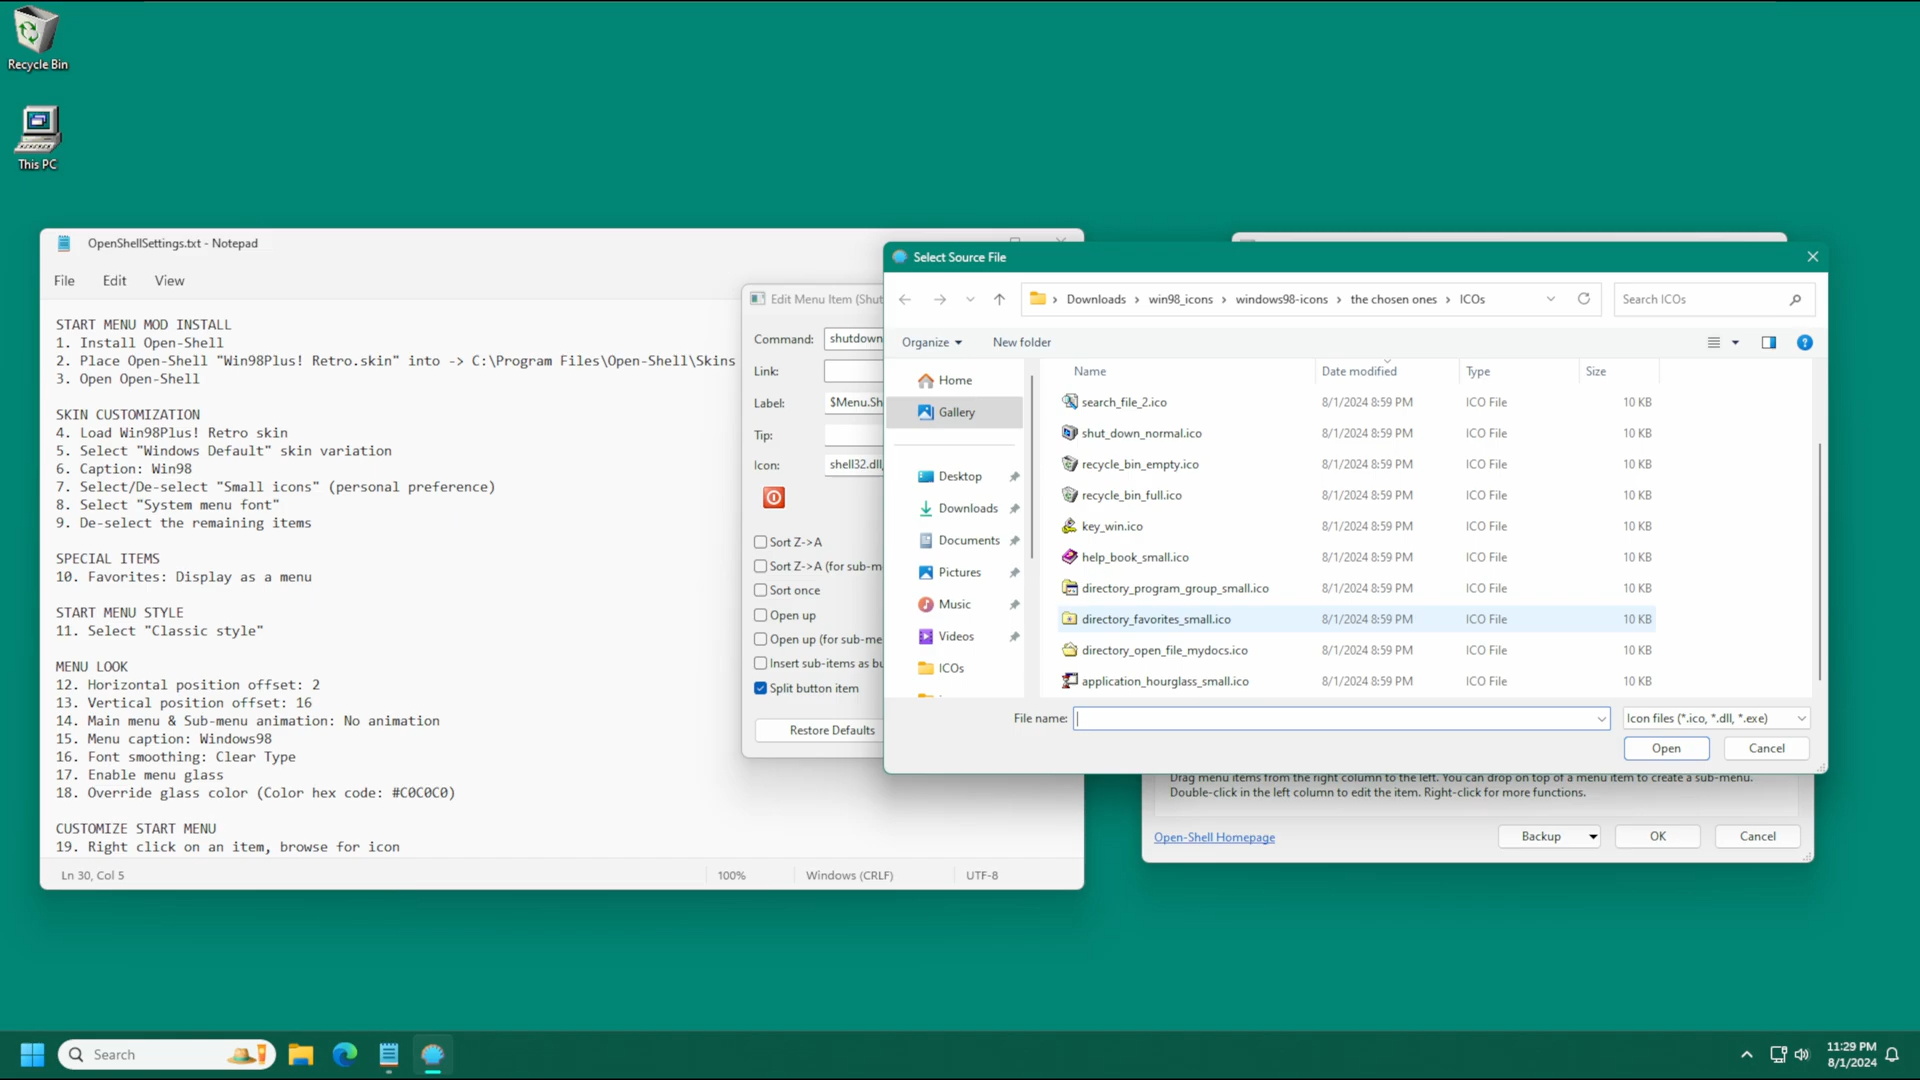 Recycle Bin
This PC
OpenShellSettings.txt - Notepad
File Edit View
START MENU MOD INSTALL
1. Install Open-Shell
2. Place Open-Shell "Win98Plus! Retro.skin" into -> C:\Program Files\Open-Shell\Skins
3. Open Open-Shell
SKIN CUSTOMIZATION
4. Load Win98Plus! Retro skin
5. Select "Windows Default" skin variation
6. Caption: Win98
7. Select/De-select "Small icons" (personal preference)
8. Select "System menu font"
9. De-select the remaining items
SPECIAL ITEMS
10. Favorites: Display as a menu
START MENU STYLE
11. Select "Classic style"
MENU LOOK
12. Horizontal position offset: 2
13. Vertical position offset: 16
14. Main menu & Sub-menu animation: No animation
15. Menu caption: Windows98
16. Font smoothing: Clear Type
17. Enable menu glass
18. Override glass color (Color hex code: #C0C0C0)
CUSTOMIZE START MENU
19. Right click on an item, browse for icon
Ln 30, Col 5 100% Windows (CRLF) UTF-8
Edit Menu Item (Shut
Command: shutdown
Link:
Label: $Menu.Sh
Tip:
Icon: shell32.dll,
Sort Z->A
Sort Z->A (for sub-m
Sort once
Open up
Open up (for sub-me
Insert sub-items as bu
Split button item
Restore Defaults
Select Source File
Downloads › win98_icons › windows98-icons › the chosen ones › ICOs
Search ICOs
Organize New folder
Home
Gallery
Desktop
Downloads
Documents
Pictures
Music
Videos
ICOs
Name Date modified Type Size
search_file_2.ico 8/1/2024 8:59 PM ICO File 10 KB
shut_down_normal.ico 8/1/2024 8:59 PM ICO File 10 KB
recycle_bin_empty.ico 8/1/2024 8:59 PM ICO File 10 KB
recycle_bin_full.ico 8/1/2024 8:59 PM ICO File 10 KB
key_win.ico 8/1/2024 8:59 PM ICO File 10 KB
help_book_small.ico 8/1/2024 8:59 PM ICO File 10 KB
directory_program_group_small.ico 8/1/2024 8:59 PM ICO File 10 KB
directory_favorites_small.ico 8/1/2024 8:59 PM ICO File 10 KB
directory_open_file_mydocs.ico 8/1/2024 8:59 PM ICO File 10 KB
application_hourglass_small.ico 8/1/2024 8:59 PM ICO File 10 KB
File name:
Icon files (*.ico, *.dll, *.exe)
Open Cancel
Drag menu items from the right column to the left. You can drop on top of a menu item to create a sub-menu.
Double-click in the left column to edit the item. Right-click for more functions.
Open-Shell Homepage Backup OK Cancel
Search
11:29 PM
8/1/2024